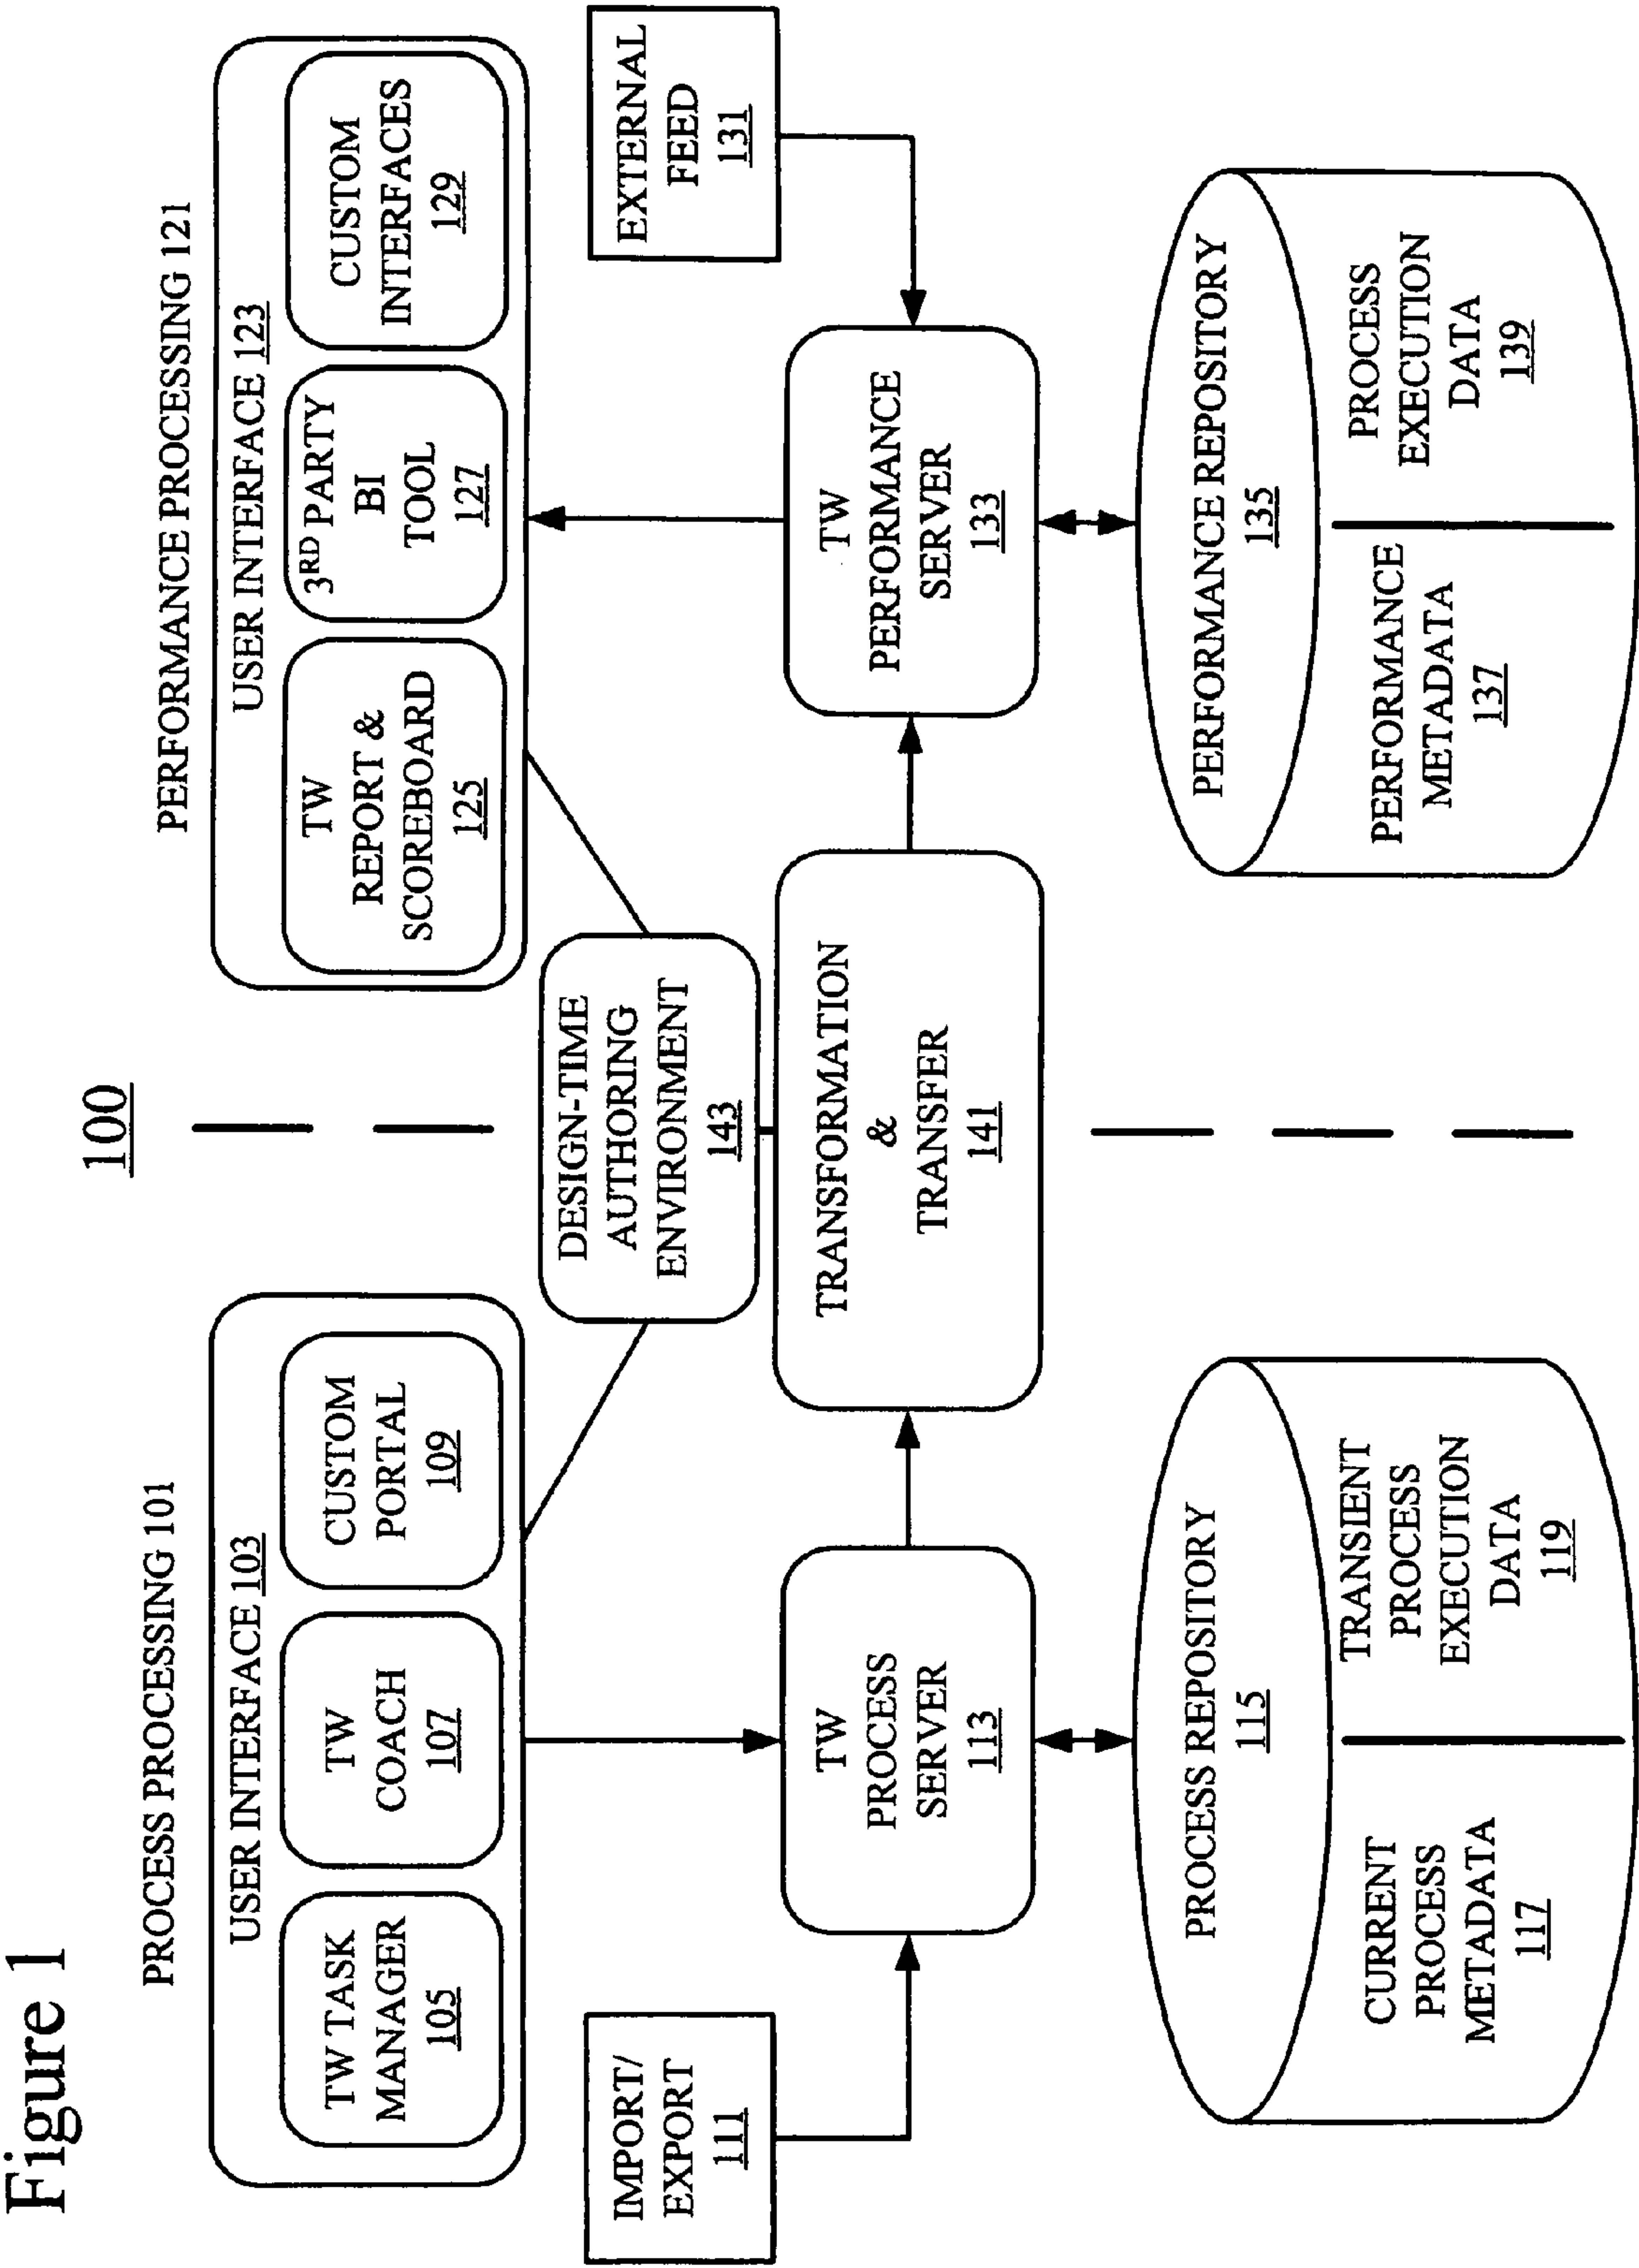 Figure 1
100
PROCESS PROCESSING 101
USER INTERFACE 103
TW TASK
MANAGER
105
TW
COACH
107
CUSTOM
PORTAL
109
PERFORMANCE PROCESSING 121
USER INTERFACE 123
TW
REPORT &
SCOREBOARD
125
3RD PARTY
BI
TOOL
127
CUSTOM
INTERFACES
129
DESIGN-TIME
AUTHORING
ENVIRONMENT
143
IMPORT/
EXPORT
111
TW
PROCESS
SERVER
113
TRANSFORMATION
&
TRANSFER
141
TW
PERFORMANCE
SERVER
133
EXTERNAL
FEED
131
PROCESS REPOSITORY
115
CURRENT
PROCESS
METADATA
117
TRANSIENT
PROCESS
EXECUTION
DATA
119
PERFORMANCE REPOSITORY
135
PERFORMANCE
METADATA
137
PROCESS
EXECUTION
DATA
139